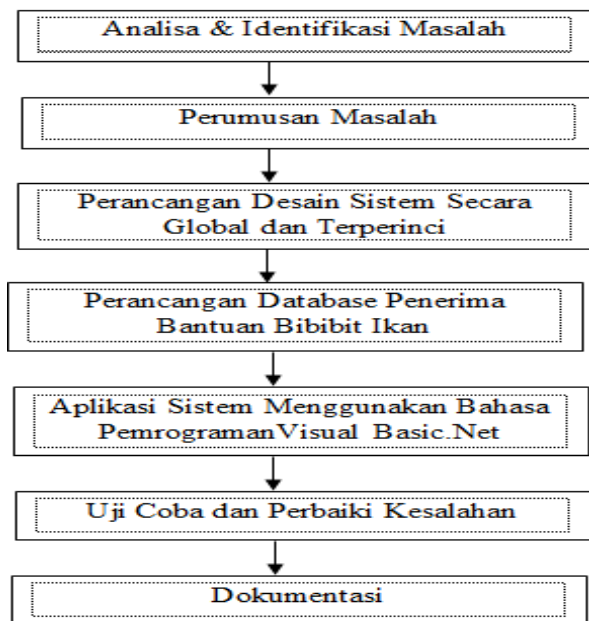 Analisa & Identifikasi Masalah
Perumusan Masalah
Perancangan Desain Sistem Secara
Global dan Terperinci
Perancangan Database Penerima
Bantuan Bibibit Ikan
Aplikasi Sistem Menggunakan Bahasa
PemrogramanVisual Basic.Net
Uji Coba dan Perbaiki Kesalahan
Dokumentasi